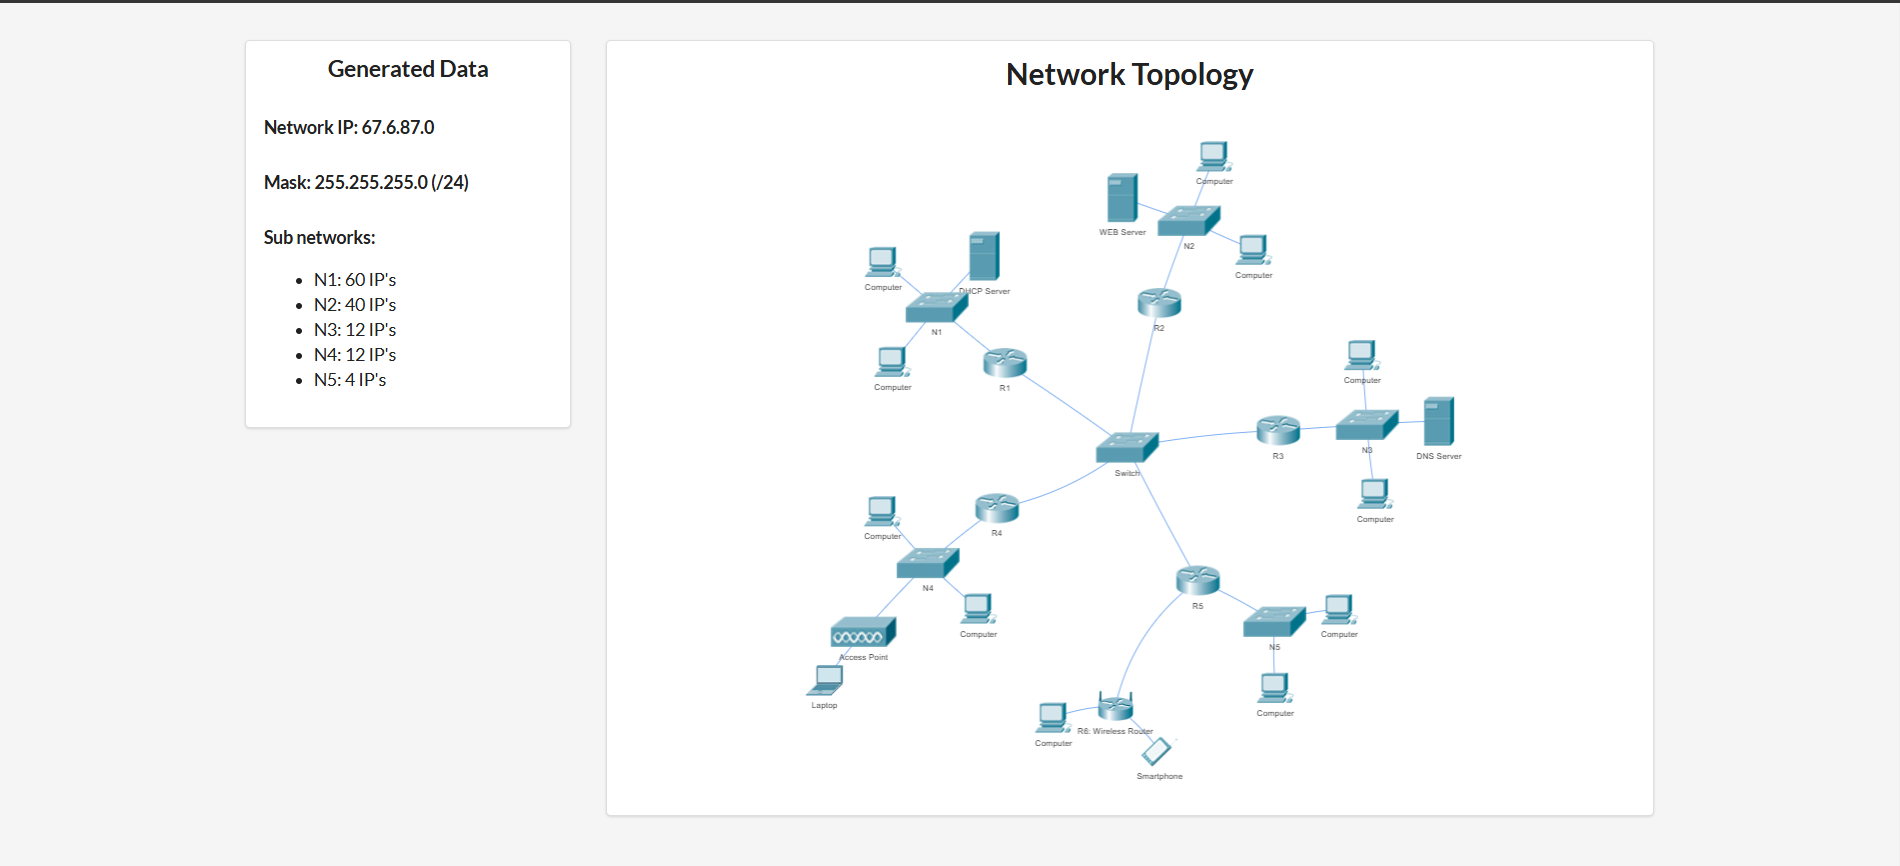 Generated Data
Network IP: 67.6.87.0
Mask: 255.255.255.0 (/24)
Sub networks:
N1: 60 IP's
N2: 40 IP's
N3: 12 IP's
N4: 12 IP's
N5: 4 IP's
Network Topology
Computer
WEB Server
N2
Computer
Computer
DHCP Server
N1
R2
Computer
R1
Computer
N3
DNS Server
R3
Switch
Computer
Computer
R4
N4
Computer
Access Point
Laptop
R5
Computer
N5
Computer
R6: Wireless Router
Computer
Smartphone